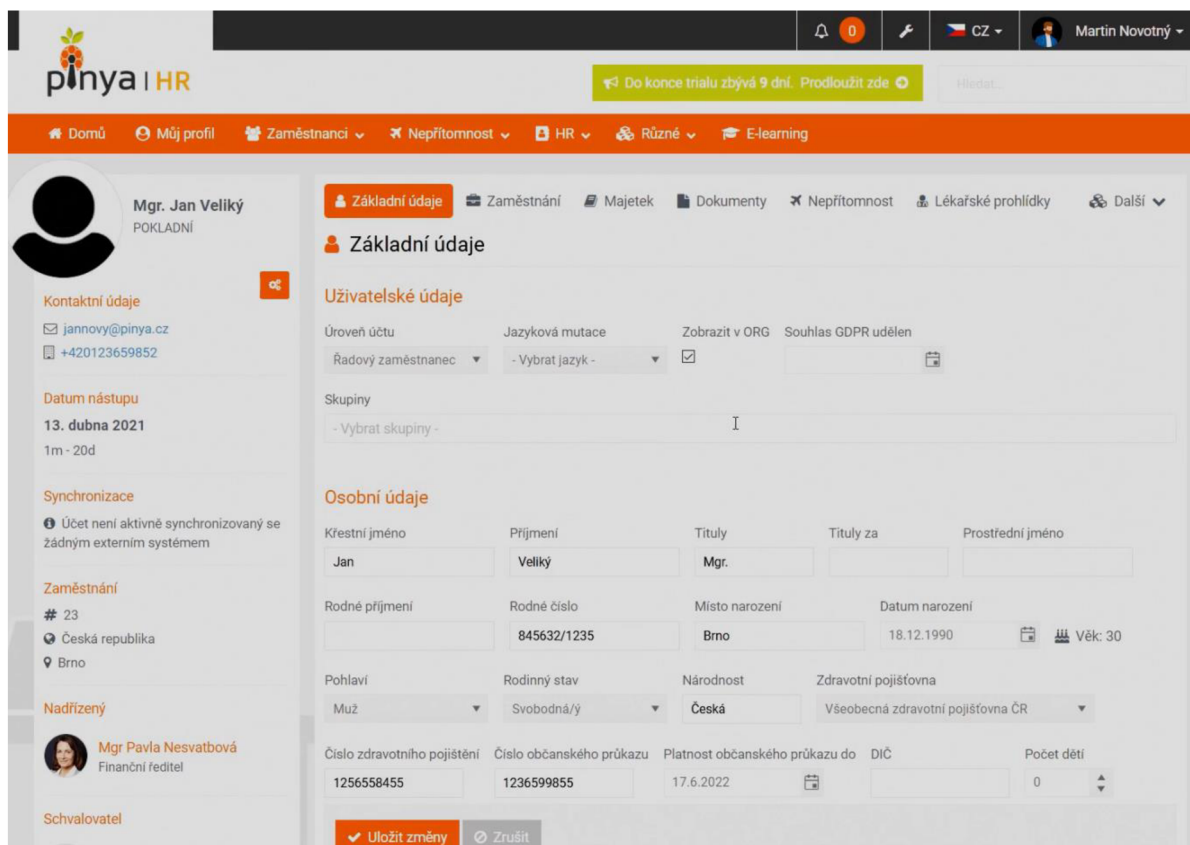 0
CZ
Martin Novotný
pinya | HR
Do konce trialu zbývá 9 dní. Prodloužit zde
Hledat...
Domů Můj profil Zaměstnanci Nepřítomnost HR Různé E-learning
Mgr. Jan Veliký
POKLADNÍ
Kontaktní údaje
jannovy@pinya.cz
+420123659852
Datum nástupu
13. dubna 2021
1m - 20d
Synchronizace
Účet není aktivně synchronizovaný se
žádným externím systémem
Zaměstnání
# 23
Česká republika
Brno
Nadřízený
Mgr Pavla Nesvatbová
Finanční ředitel
Schvalovatel
Základní údaje Zaměstnání Majetek Dokumenty Nepřítomnost Lékařské prohlídky Další
Základní údaje
Uživatelské údaje
Úroveň účtu Jazyková mutace Zobrazit v ORG Souhlas GDPR udělen
Řadový zaměstnanec - Vybrat jazyk -
Skupiny
- Vybrat skupiny -
Osobní údaje
Křestní jméno Příjmení Tituly Tituly za Prostřední jméno
Jan Veliký Mgr.
Rodné příjmení Rodné číslo Místo narození Datum narození
845632/1235 Brno 18.12.1990 Věk: 30
Pohlaví Rodinný stav Národnost Zdravotní pojišťovna
Muž Svobodná/ý Česká Všeobecná zdravotní pojišťovna ČR
Číslo zdravotního pojištění Číslo občanského průkazu Platnost občanského průkazu do DIČ Počet dětí
1256558455 1236599855 17.6.2022 0
Uložit změny Zrušit